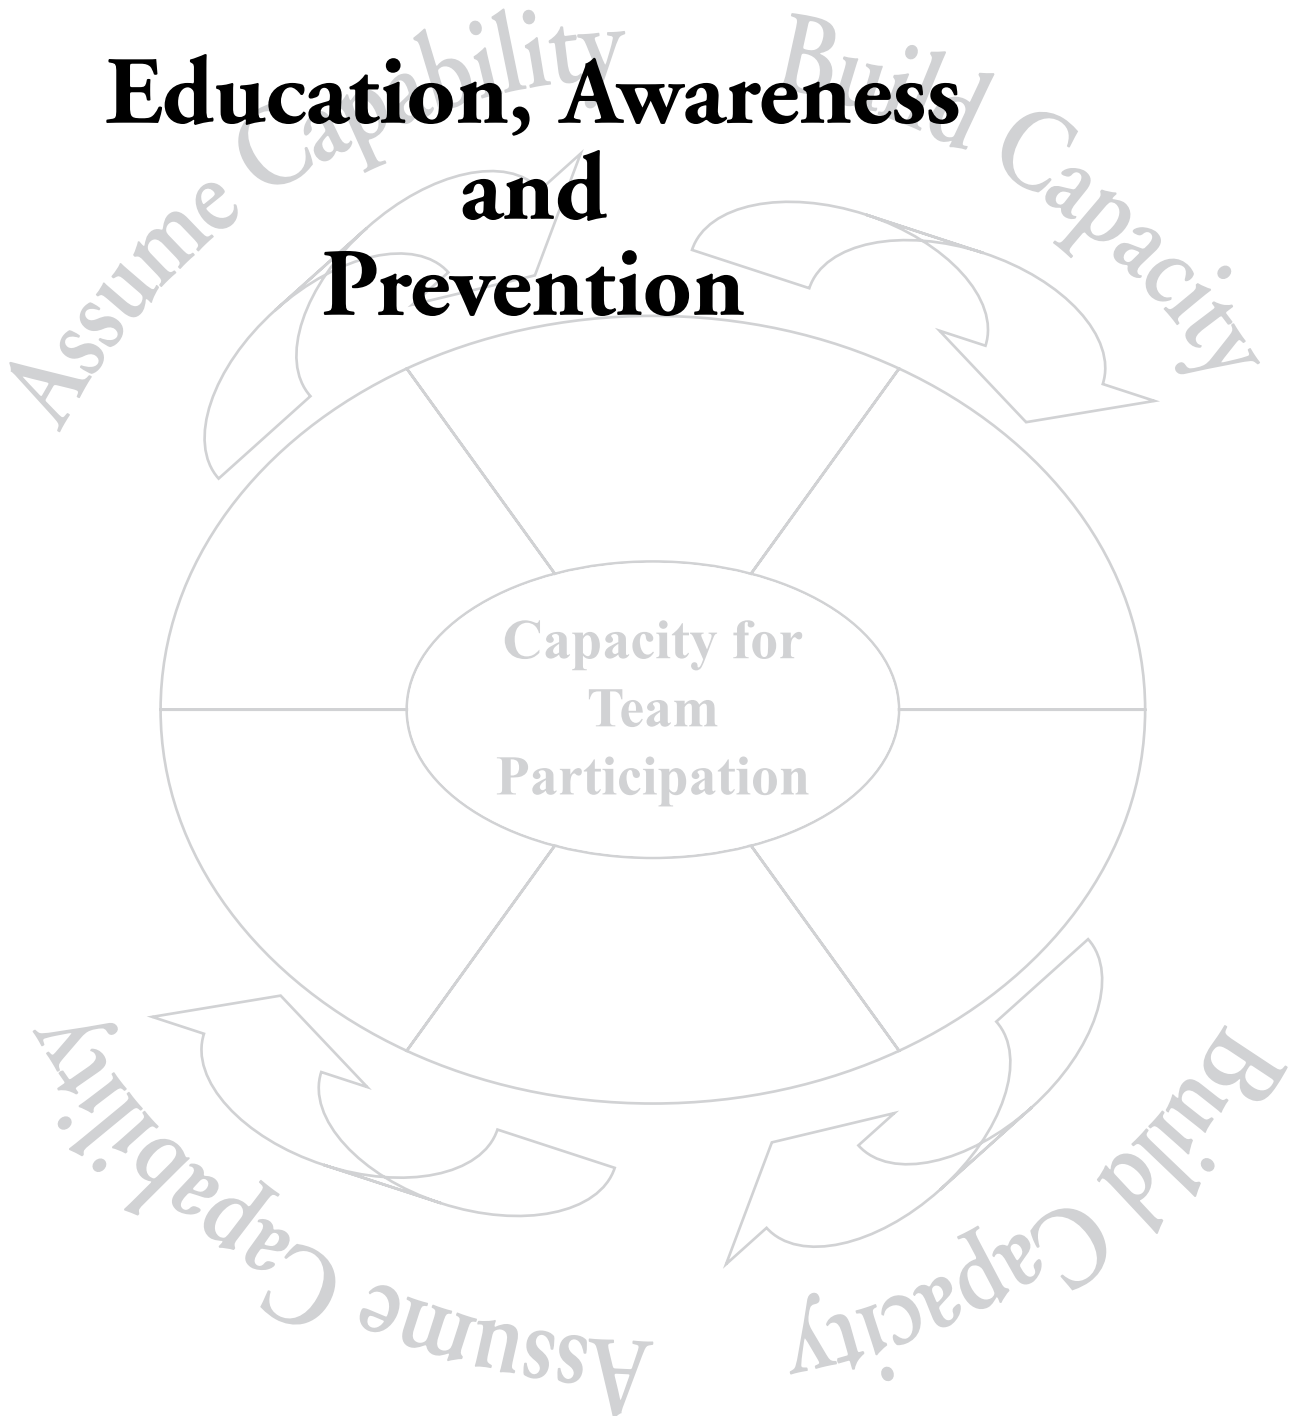 Education, Awareness
and
Prevention
Assume Capability
Build Capacity
Capacity for
Team
Participation
Assume Capability
Build Capacity